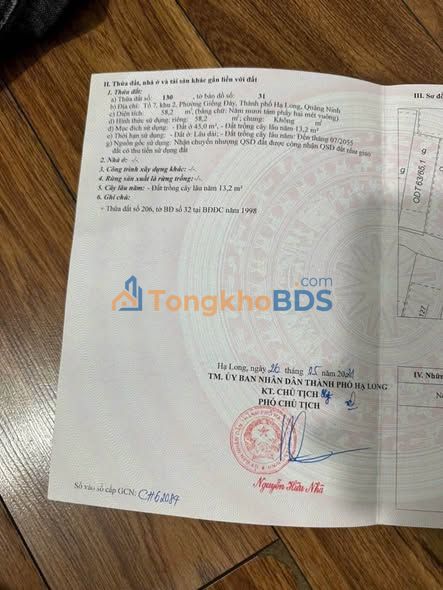 II. Thửa đất, nhà ở và tài sản khác gắn liền với đất
1. Thửa đất:
a) Thửa đất số: 130 tờ bản đồ số: 31
b) Địa chỉ: Tổ 7, khu 2, Phường Giếng Đáy, Thành phố Hạ Long, Quảng Ninh
c) Diện tích: 58,2 m², (bằng chữ: Năm mươi tám phẩy hai mét vuông)
d) Hình thức sử dụng: riêng: 58,2 m², chung: Không m²
đ) Mục đích sử dụng: - Đất ở 45,0 m², - Đất trồng cây lâu năm 13,2 m²
e) Thời hạn sử dụng: - Đất ở: Lâu dài; - Đất trồng cây lâu năm: Đến tháng 07/2055
g) Nguồn gốc sử dụng: Nhận chuyển nhượng QSD đất được công nhận QSD đất như giao
đất có thu tiền sử dụng đất
2. Nhà ở: -/-.
3. Công trình xây dựng khác: -/-.
4. Rừng sản xuất là rừng trồng: -/-.
5. Cây lâu năm: - Đất trồng cây lâu năm 13,2 m²
6. Ghi chú:
+ Thửa đất số 206, tờ BĐ số 32 tại BĐĐC năm 1998
TongkhoBDS.com
Hạ Long, ngày 26 tháng 05 năm 2021
TM. ỦY BAN NHÂN DÂN THÀNH PHỐ HẠ LONG
KT. CHỦ TỊCH
PHÓ CHỦ TỊCH
Nguyễn Hữu Nhã
Số vào sổ cấp GCN: CH62084
III. Sơ đ
ODT53/65,1
127
IV. Nhữn